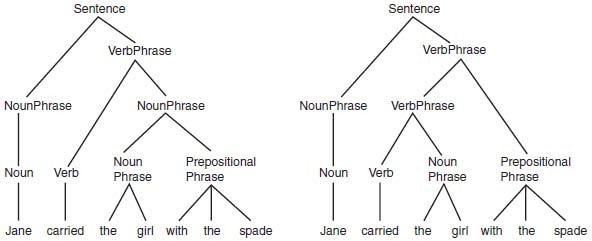 Sentence Sentence
VerbPhrase VerbPhrase
NounPhrase NounPhrase NounPhrase VerbPhrase
Noun Verb Noun Phrase Prepositional Phrase Noun Verb Noun Phrase Prepositional Phrase
Jane carried the girl with the spade Jane carried the girl with the spade